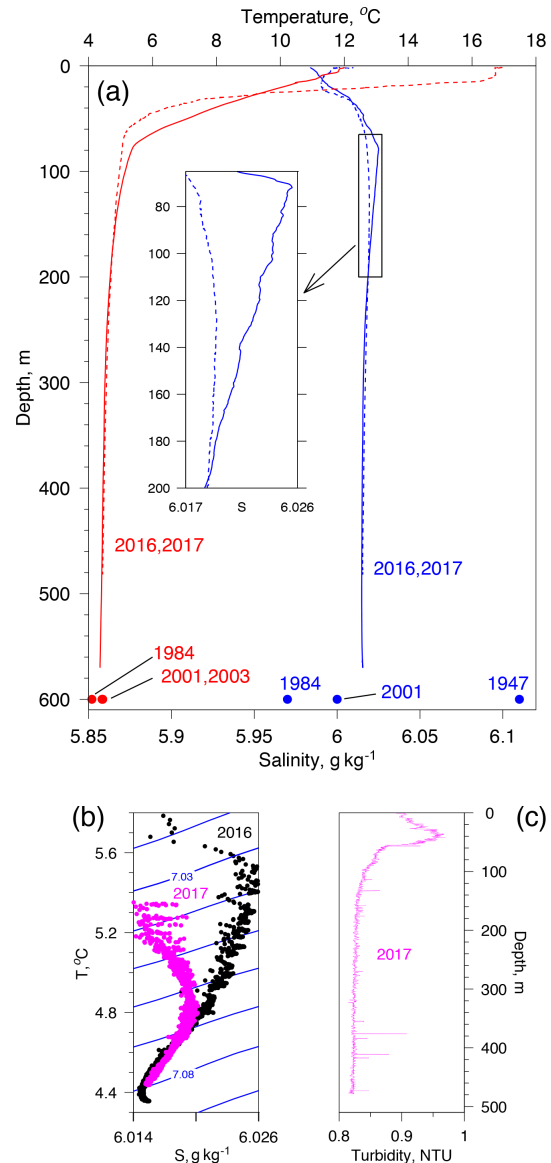 Temperature, °C
4 6 8 10 12 14 16 18
0
(a)
100
80
100
120
200
140
160
300
180
200
6.017 S 6.026
Depth, m
400
2016,2017
2016,2017
500
1984
2001,2003
1984
2001
1947
600
5.85 5.9 5.95 6 6.05 6.1
Salinity, g kg-1
(b)
2016
5.6
7.03
2017
5.2
T, °C
4.8
7.08
4.4
6.014 6.026
S, g kg-1
(c)
0
100
200
2017
Depth, m
300
400
500
0.8 0.9 1
Turbidity, NTU